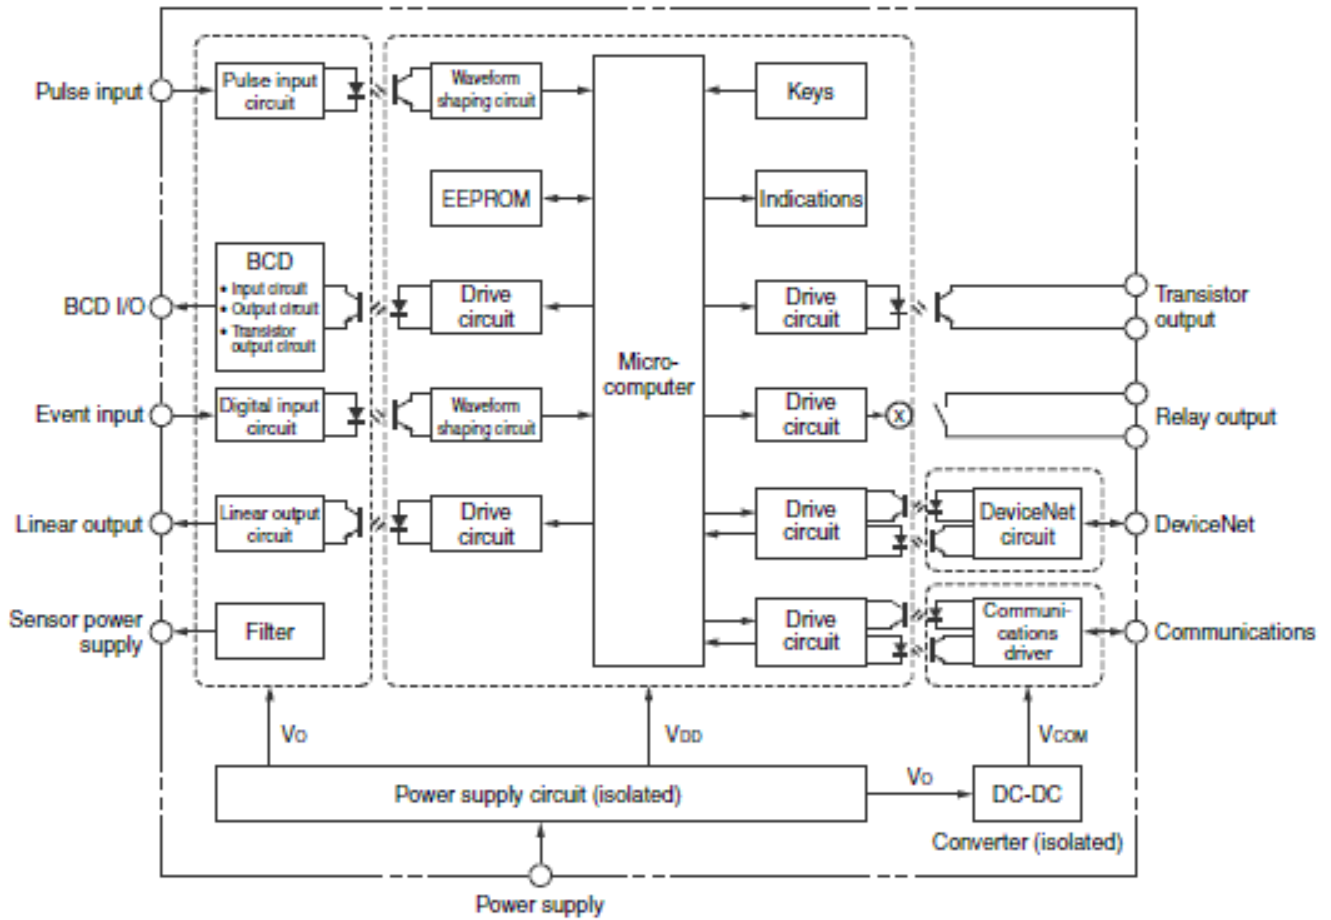 Pulse input
Pulse input
circuit
Waveform
shaping circuit
Keys
EEPROM
Indications
BCD I/O
BCD
• Input circuit
• Output circuit
• Transistor
output circuit
Drive
circuit
Micro-
computer
Drive
circuit
Transistor
output
Event input
Digital input
circuit
Waveform
shaping circuit
Drive
circuit
X
Relay output
Linear output
Linear output
circuit
Drive
circuit
Drive
circuit
DeviceNet
circuit
DeviceNet
Sensor power
supply
Filter
Drive
circuit
Communi-
cations
driver
Communications
VO
VDD
VCOM
Power supply circuit (isolated)
VO
DC-DC
Converter (isolated)
Power supply